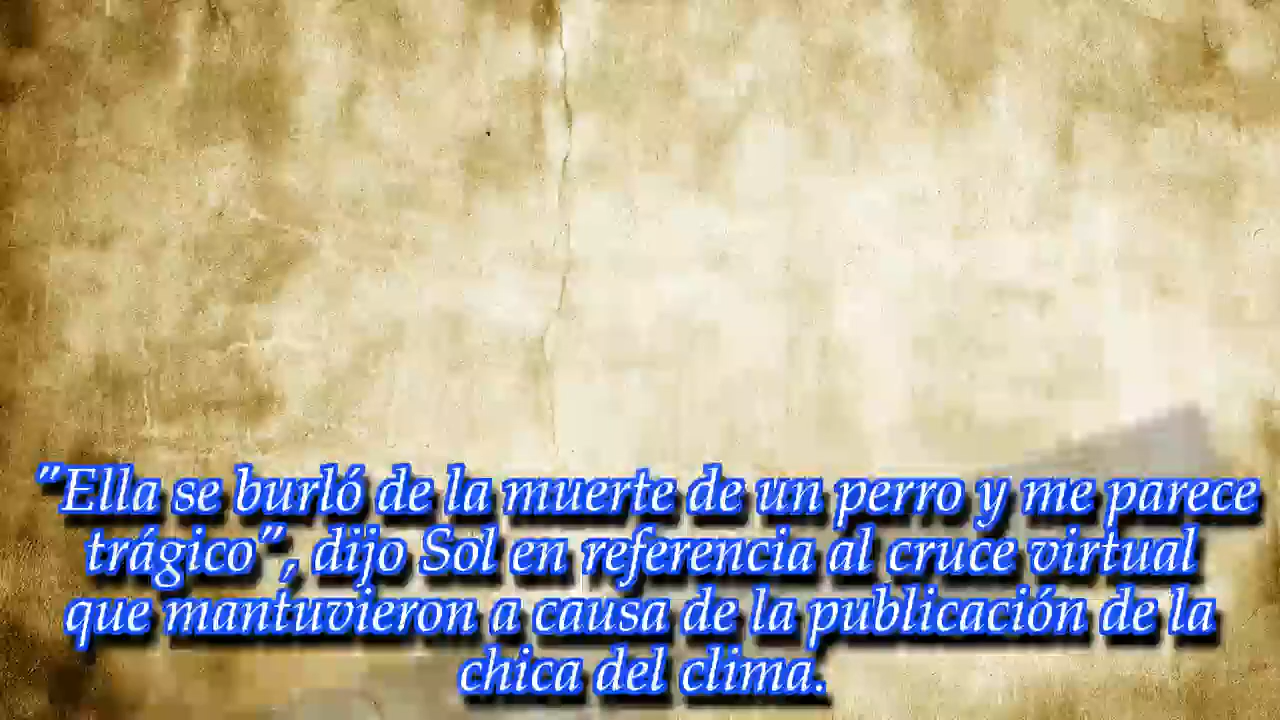 "Ella se burló de la muerte de un perro y me parece
trágico", dijo Sol en referencia al cruce virtual
que mantuvieron a causa de la publicación de la
chica del clima.